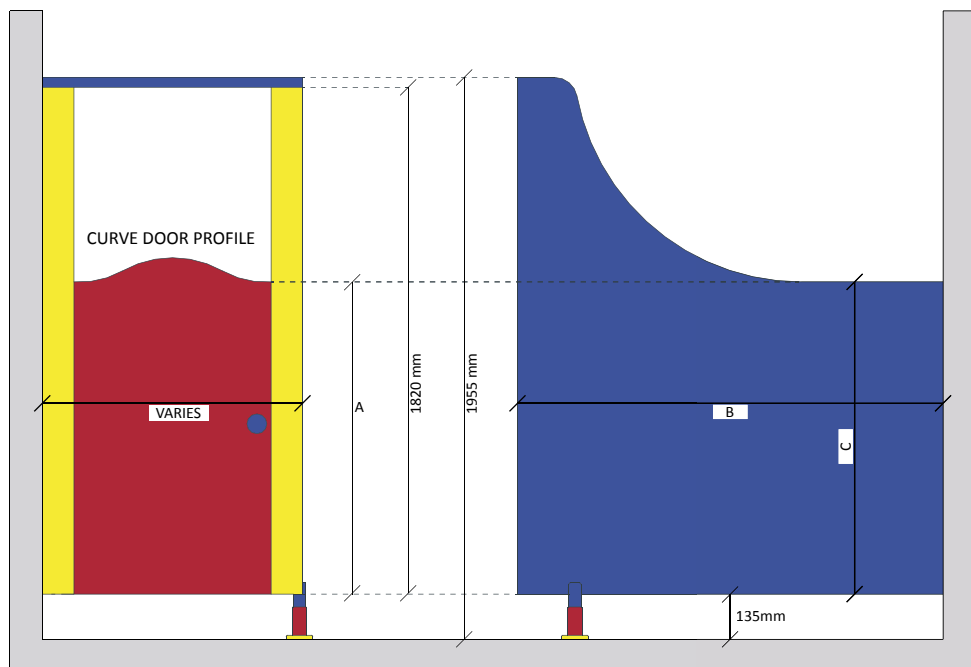 CURVE DOOR PROFILE
VARIES
A
1820 mm
1955 mm
B
C
135mm